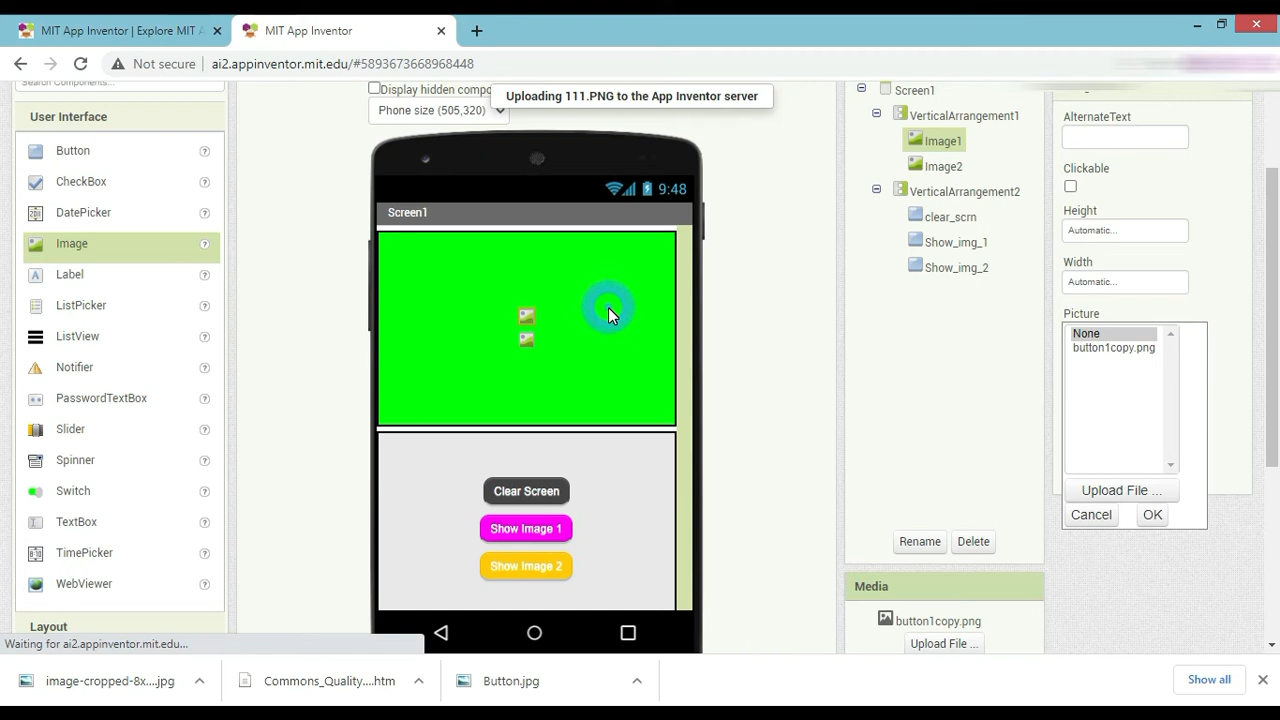 MIT App Inventor | Explore MIT A
MIT App Inventor
Not secure
ai2.appinventor.mit.edu/#5893673668968448
Search Components...
User Interface
Button
?
CheckBox
?
DatePicker
?
Image
?
Label
?
ListPicker
?
ListView
?
Notifier
?
PasswordTextBox
?
Slider
?
Spinner
?
Switch
?
TextBox
?
TimePicker
?
WebViewer
?
Layout
Waiting for ai2.appinventor.mit.edu...
Display hidden compo
Uploading 111.PNG to the App Inventor server
Phone size (505,320)
9:48
Screen1
Clear Screen
Show Image 1
Show Image 2
Screen1
VerticalArrangement1
Image1
Image2
VerticalArrangement2
clear_scrn
Show_img_1
Show_img_2
Rename
Delete
Media
button1copy.png
Upload File ...
AlternateText
Clickable
Height
Automatic...
Width
Automatic...
Picture
None
button1copy.png
Upload File ...
Cancel
OK
image-cropped-8x....jpg
Commons_Quality....htm
Button.jpg
Show all